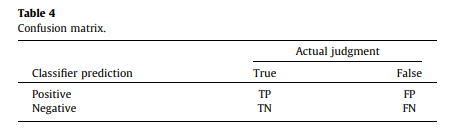 Table 4
Confusion matrix.
Actual judgment
Classifier prediction True False
Positive TP FP
Negative TN FN